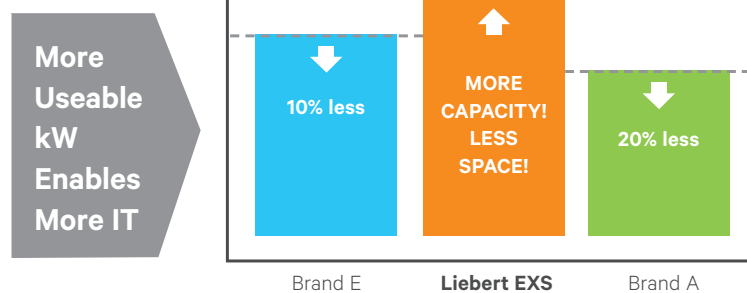 More
Useable
kW
Enables
More IT
10% less
MORE
CAPACITY!
LESS
SPACE!
20% less
Brand E
Liebert EXS
Brand A